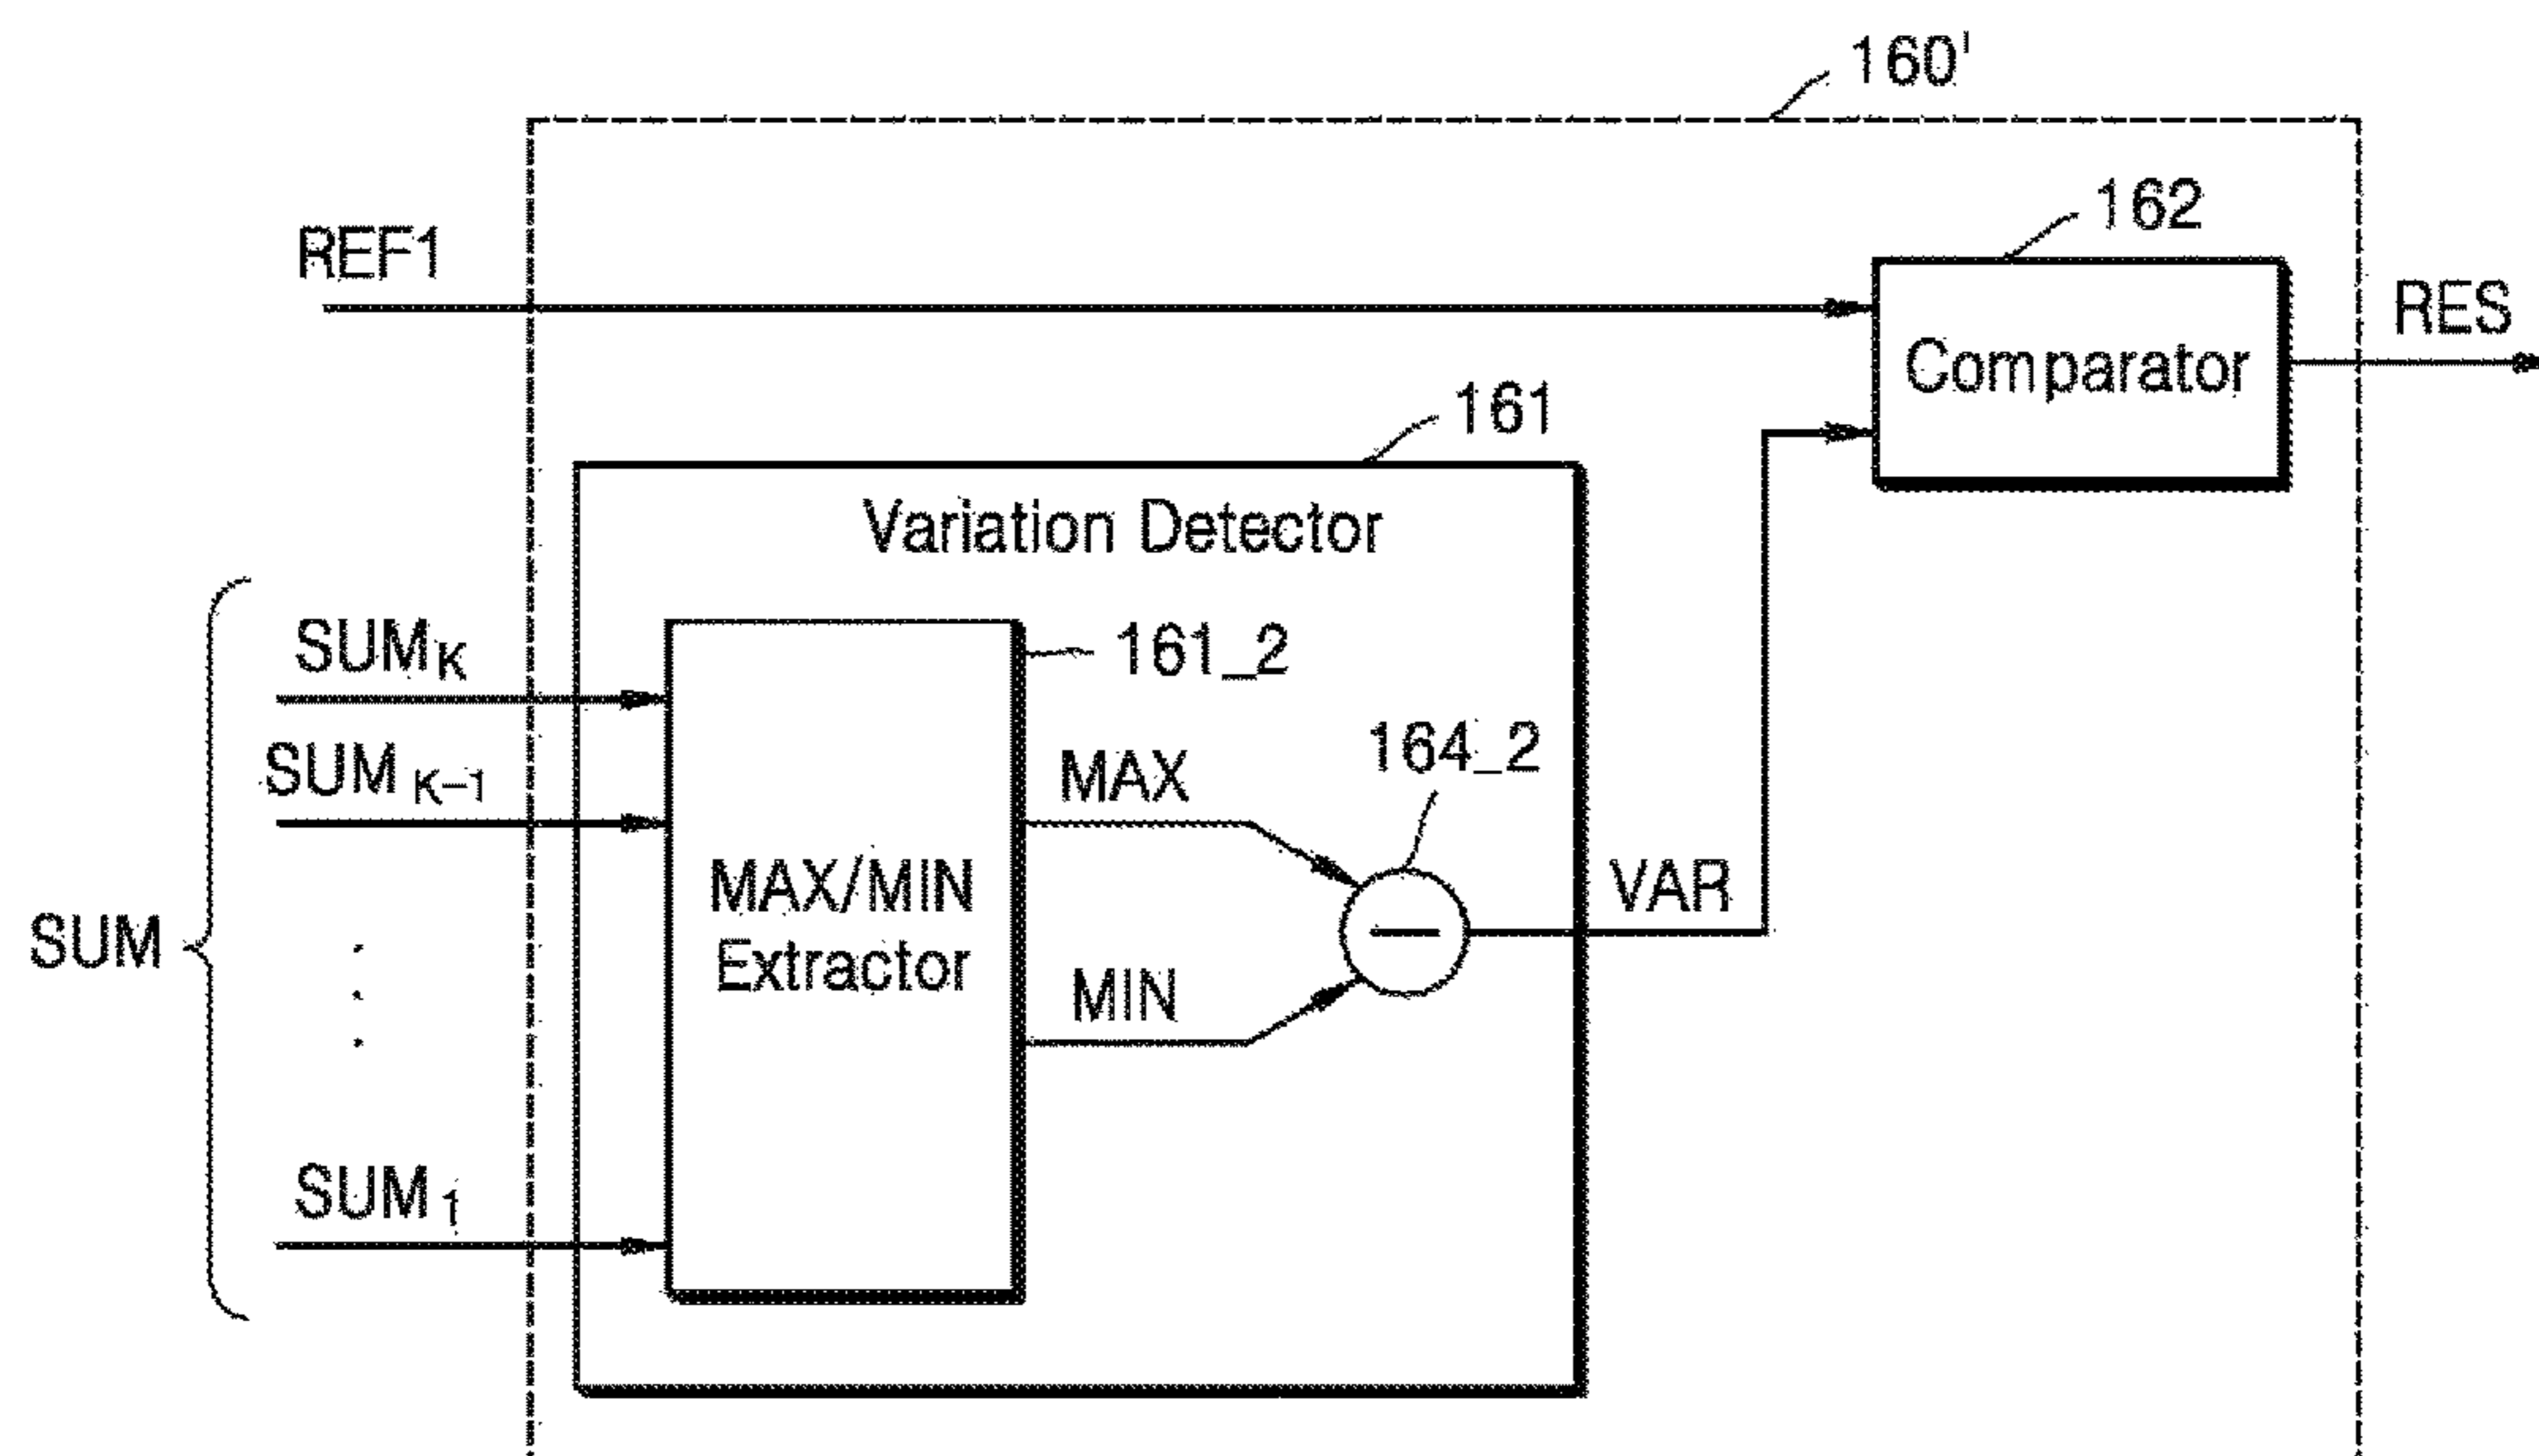 160'
162
REF1
RES
Comparator
161
Variation Detector
SUMK
161_2
SUMK-1
MAX
164_2
MAX/MIN
Extractor
VAR
SUM
MIN
SUM1